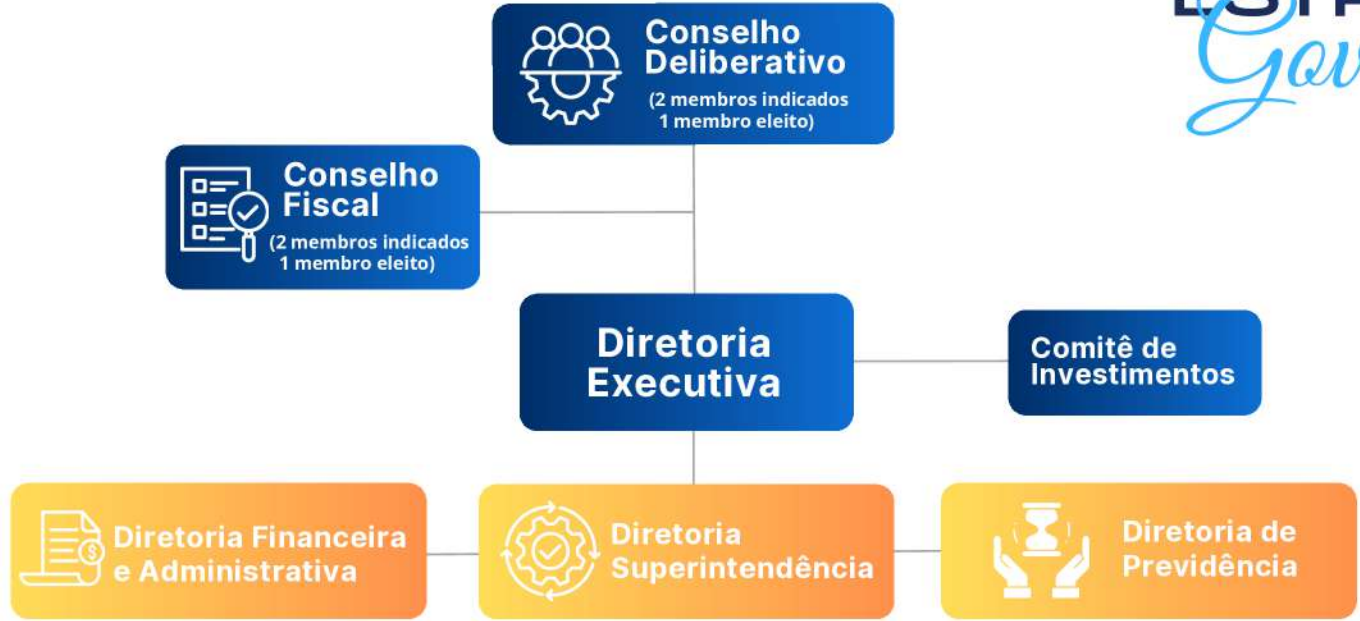 Conselho
Deliberativo
(2 membros indicados
1 membro eleito)
Conselho
Fiscal
(2 membros indicados
1 membro eleito)
Diretoria
Executiva
Comitê de
Investimentos
Diretoria Financeira
e Administrativa
Diretoria
Superintendência
Diretoria de
Previdência